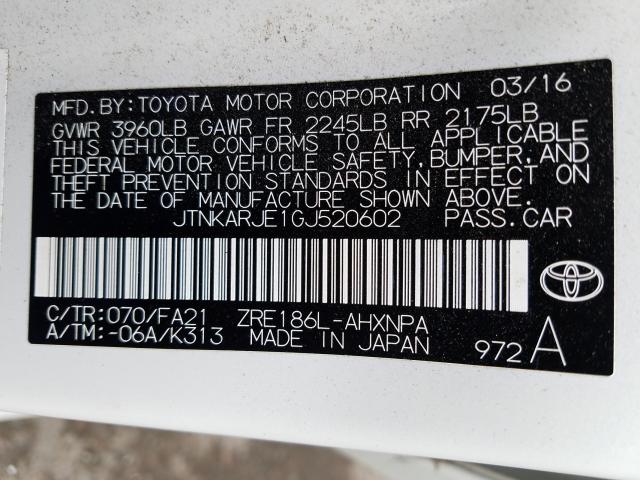 MFD.BY:TOYOTA MOTOR CORPORATION 03/16
GVWR 3960LB GAWR FR 2245LB RR 2175LB
THIS VEHICLE CONFORMS TO ALL APPLICABLE
FEDERAL MOTOR VEHICLE SAFETY,BUMPER,AND
THEFT PREVENTION STANDARDS IN EFFECT ON
THE DATE OF MANUFACTURE SHOWN ABOVE.
JTNKARJE1GJ520602 PASS.CAR
C/TR:070/FA21 ZRE186L-AHXNPA
A/TM:-06A/K313 MADE IN JAPAN 972 A